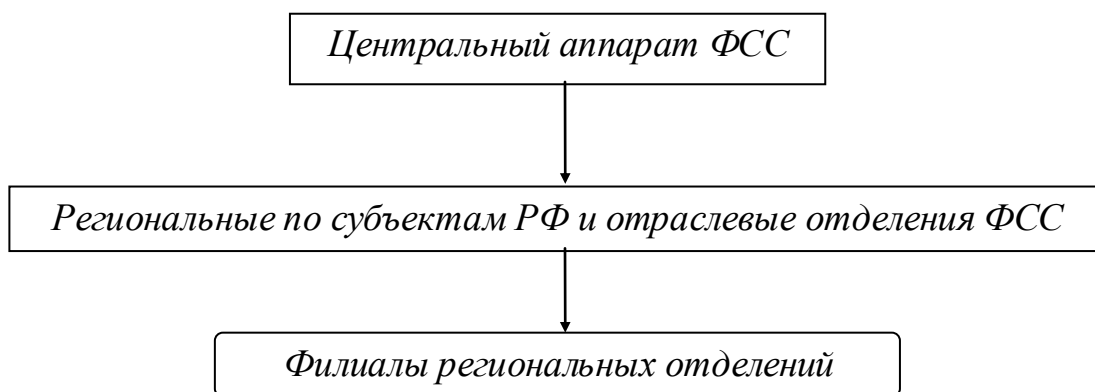 Центральный аппарат ФСС
Региональные по субъектам РФ и отраслевые отделения ФСС
Филиалы региональных отделений